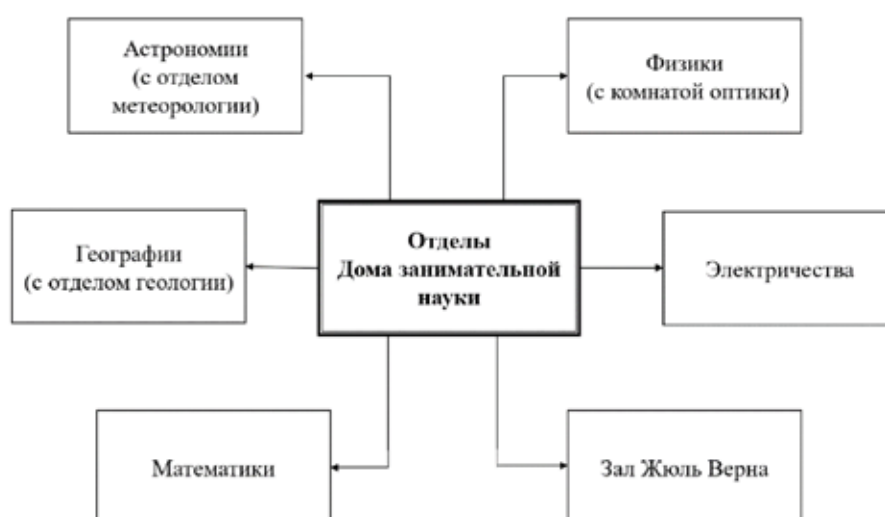 Астрономии
(с отделом
метеорологии)
Физики
(с комнатой оптики)
Географии
(с отделом геологии)
Отделы
Дома занимательной
науки
Электричества
Математики
Зал Жюль Верна